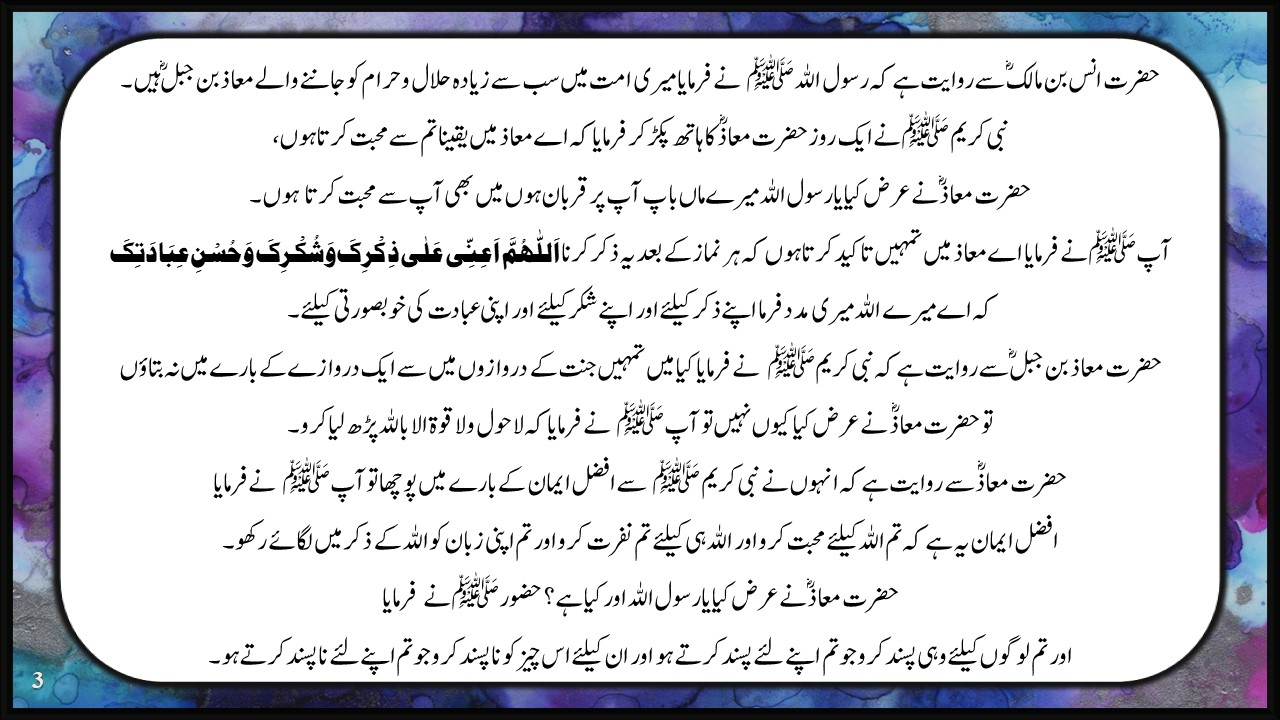 حضرت انس بن مالکؓ سے روایت ہے کہ رسول اللہ ﷺ نے فرمایا میری امت میں سب سے زیادہ حلال و حرام کو جاننے والے معاذ بن جبلؓ ہیں۔
نبی کریم ﷺ نے ایک روز حضرت معاذؓ کا ہاتھ پکڑ کر فرمایا کہ اے معاذ میں یقینا تم سے محبت کرتا ہوں،
حضرت معاذؓ نے عرض کیا یا رسول اللہ میرے ماں باپ آپ پر قربان ہوں میں بھی آپ سے محبت کرتا ہوں۔
آپ ﷺ نے فرمایا اے معاذ میں تمہیں تاکید کرتا ہوں کہ ہر نماز کے بعد یہ ذکر کرنا اَللّٰھُمَّ اَعِنِّی عَلٰی ذِکْرِکَ وَشُکْرِکَ وَحُسْنِ عِبَادَتِکَ
کہ اے میرے اللہ میری مدد فرما اپنے ذکر کیلئے اور اپنے شکر کیلئے اور اپنی عبادت کی خوبصورتی کیلئے۔
حضرت معاذ بن جبلؓ سے روایت ہے کہ نبی کریم ﷺ نے فرمایا کیا میں تمہیں جنت کے دروازوں میں سے ایک دروازے کے بارے میں نہ بتاؤں
تو حضرت معاذؓ نے عرض کیا کیوں نہیں تو آپ ﷺ نے فرمایا کہ لا حول ولا قوۃ الا باللہ پڑھ لیا کرو۔
حضرت معاذؓ سے روایت ہے کہ انہوں نے نبی کریم ﷺ سے افضل ایمان کے بارے میں پوچھا تو آپ ﷺ نے فرمایا
افضل ایمان یہ ہے کہ تم اللہ کیلئے محبت کرو اور اللہ ہی کیلئے تم نفرت کرو اور تم اپنی زبان کو اللہ کے ذکر میں لگائے رکھو۔
حضرت معاذؓ نے عرض کیا یا رسول اللہ اور کیا ہے؟ حضور ﷺ نے فرمایا
اور تم لوگوں کیلئے وہی پسند کرو جو تم اپنے لئے پسند کرتے ہو اور ان کیلئے اس چیز کو ناپسند کرو جو تم اپنے لئے ناپسند کرتے ہو۔
3